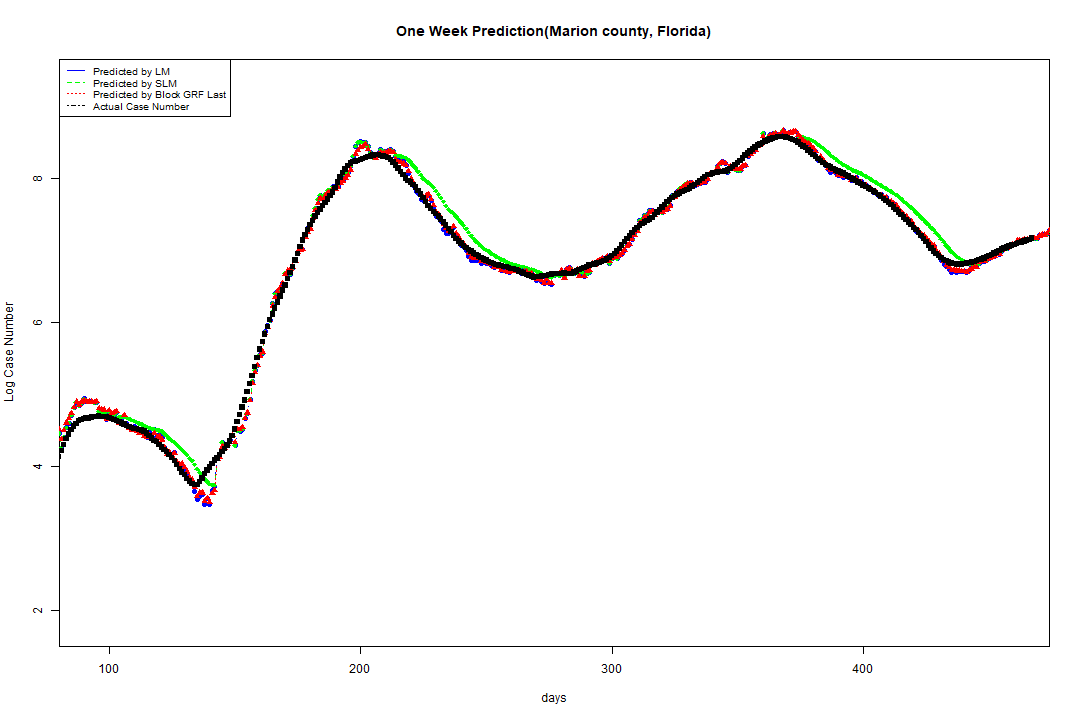 One Week Prediction(Marion county, Florida)
Predicted by LM
Predicted by SLM
Predicted by Block GRF Last
Actual Case Number
8
6
4
2
Log Case Number
100 200 300 400
days